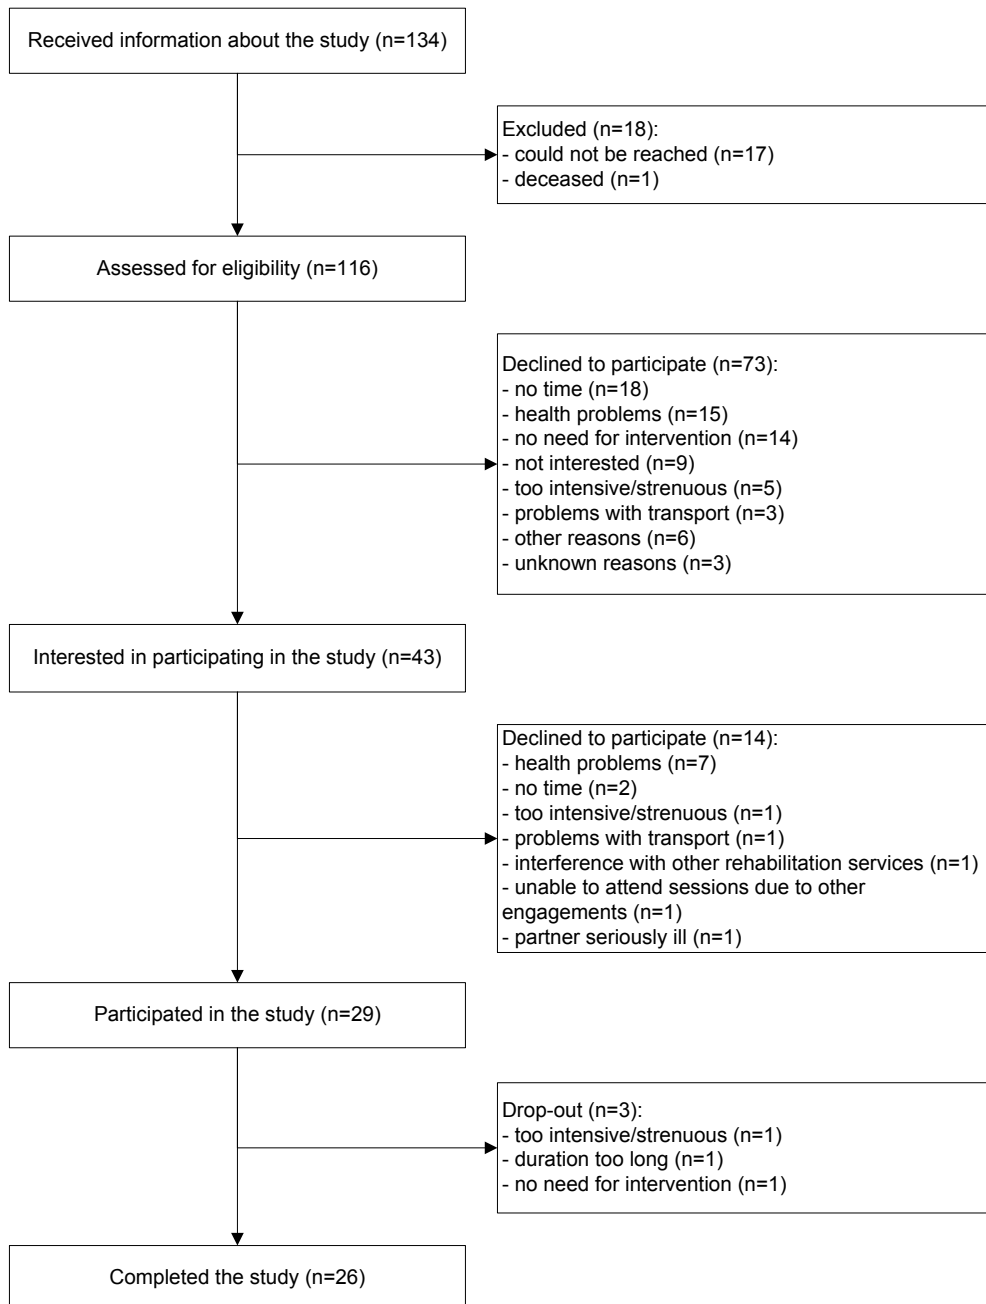 Received information about the study (n=134)
Excluded (n=18):
- could not be reached (n=17)
- deceased (n=1)
Assessed for eligibility (n=116)
Declined to participate (n=73):
- no time (n=18)
- health problems (n=15)
- no need for intervention (n=14)
- not interested (n=9)
- too intensive/strenuous (n=5)
- problems with transport (n=3)
- other reasons (n=6)
- unknown reasons (n=3)
Interested in participating in the study (n=43)
Declined to participate (n=14):
- health problems (n=7)
- no time (n=2)
- too intensive/strenuous (n=1)
- problems with transport (n=1)
- interference with other rehabilitation services (n=1)
- unable to attend sessions due to other
engagements (n=1)
- partner seriously ill (n=1)
Participated in the study (n=29)
Drop-out (n=3):
- too intensive/strenuous (n=1)
- duration too long (n=1)
- no need for intervention (n=1)
Completed the study (n=26)